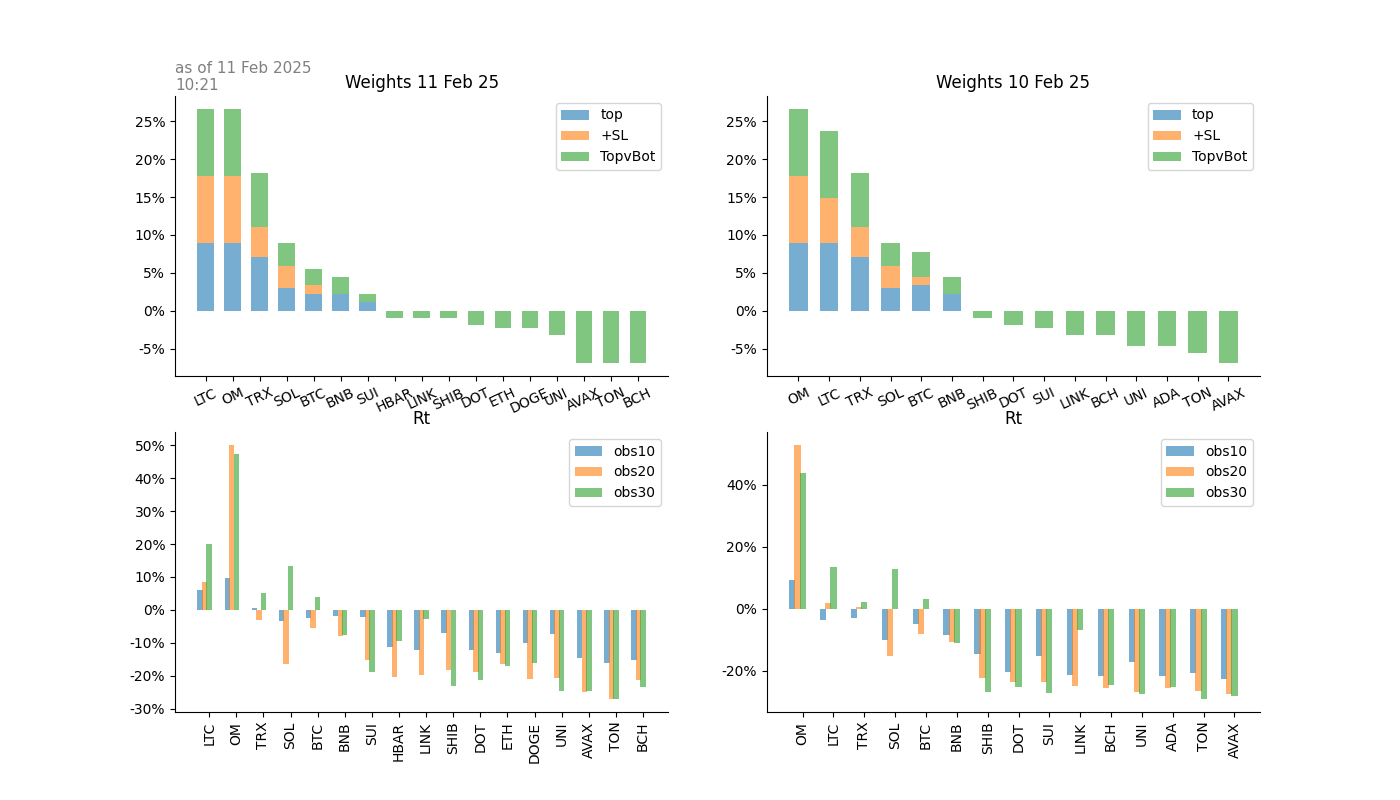 as of 11 Feb 2025
10:21
Weights 11 Feb 25
25%
20%
15%
10%
5%
0%
-5%
top
+SL
TopvBot
LTC OM TRX SOL BTC BNB SUI HBAR LINK SHIB DOT ETH DOGE UNI AVAX TON BCH
Weights 10 Feb 25
25%
20%
15%
10%
5%
0%
-5%
top
+SL
TopvBot
OM LTC TRX SOL BTC BNB SHIB DOT SUI LINK BCH UNI ADA TON AVAX
Rt
50%
40%
30%
20%
10%
0%
-10%
-20%
-30%
obs10
obs20
obs30
LTC OM TRX SOL BTC BNB SUI HBAR LINK SHIB DOT ETH DOGE UNI AVAX TON BCH
Rt
40%
20%
0%
-20%
obs10
obs20
obs30
OM LTC TRX SOL BTC BNB SHIB DOT SUI LINK BCH UNI ADA TON AVAX